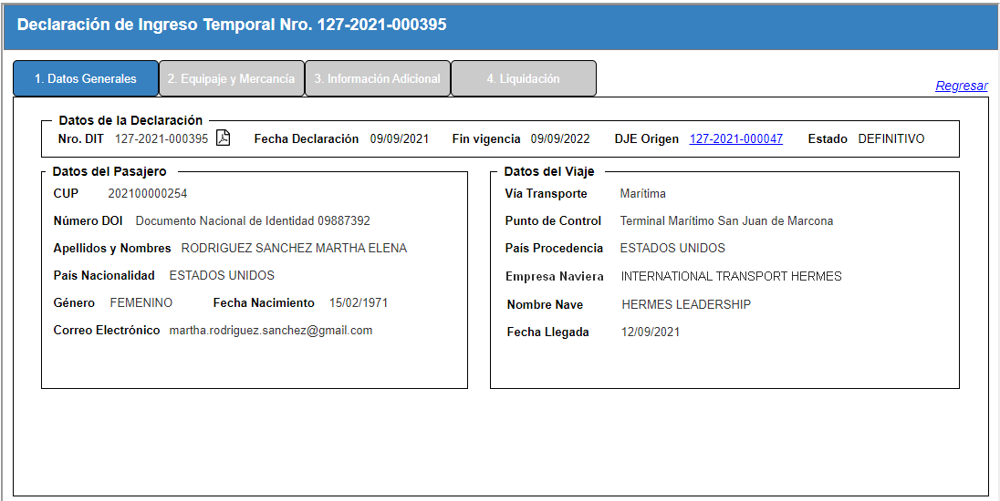 Declaración de Ingreso Temporal Nro. 127-2021-000395
1. Datos Generales 2. Equipaje y Mercancía 3. Información Adicional 4. Liquidación
Regresar
Datos de la Declaración
Nro. DIT 127-2021-000395 Fecha Declaración 09/09/2021 Fin vigencia 09/09/2022 DJE Origen 127-2021-000047 Estado DEFINITIVO
Datos del Pasajero
CUP 202100000254
Número DOI Documento Nacional de Identidad 09887392
Apellidos y Nombres RODRIGUEZ SANCHEZ MARTHA ELENA
País Nacionalidad ESTADOS UNIDOS
Género FEMENINO Fecha Nacimiento 15/02/1971
Correo Electrónico martha.rodriguez.sanchez@gmail.com
Datos del Viaje
Vía Transporte Marítima
Punto de Control Terminal Marítimo San Juan de Marcona
País Procedencia ESTADOS UNIDOS
Empresa Naviera INTERNATIONAL TRANSPORT HERMES
Nombre Nave HERMES LEADERSHIP
Fecha Llegada 12/09/2021